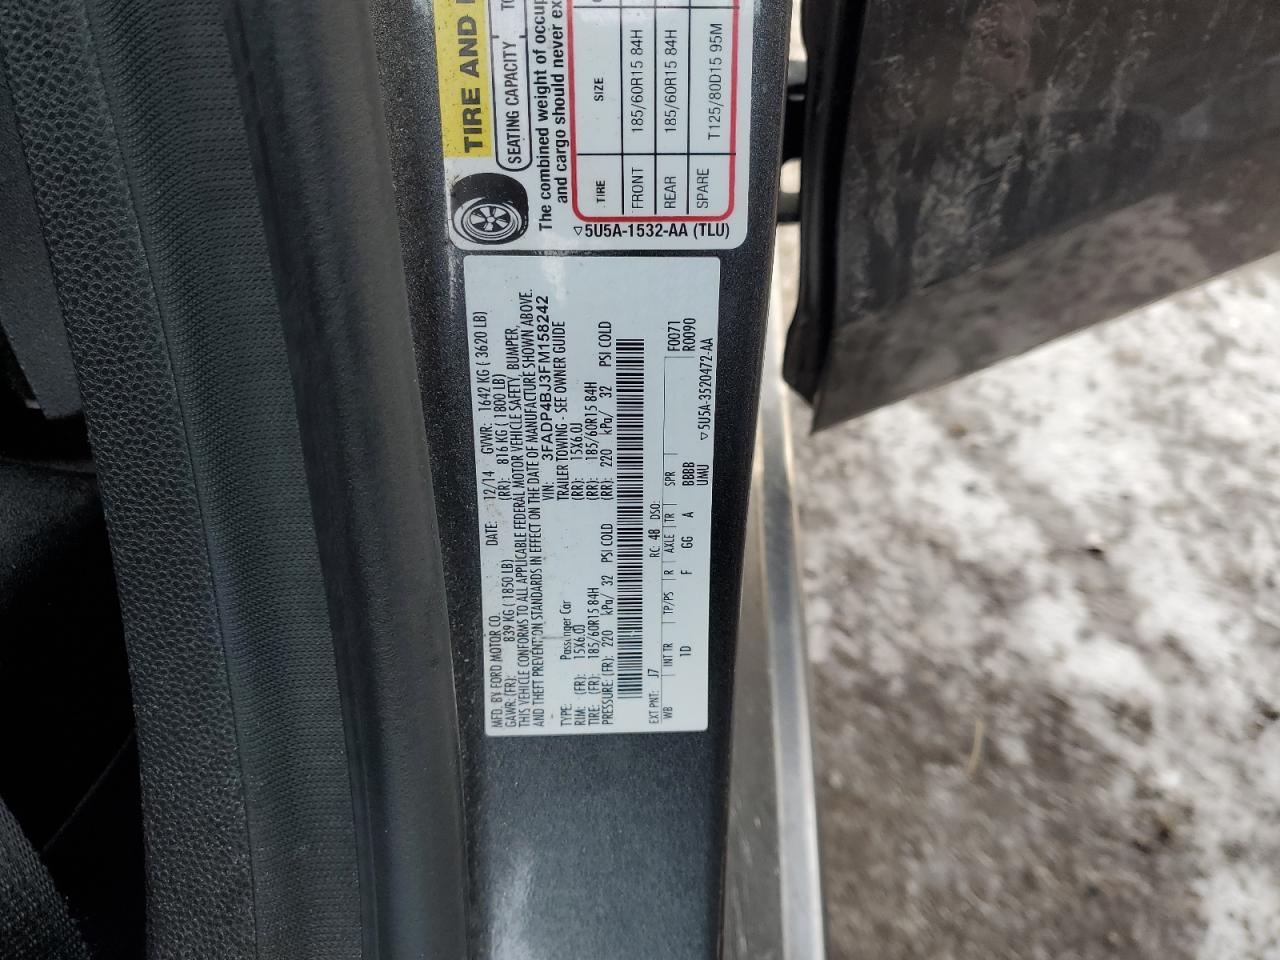 TIRE AND
SEATING CAPACITY
The combined weight of occup
and cargo should never ex
TIRE SIZE
FRONT 185/60R15 84H
REAR 185/60R15 84H
SPARE T125/80D15 95M
▽5U5A-1532-AA (TLU)
MFD. BY FORD MOTOR CO. DATE: 12/14 GVWR: 1642 KG ( 3620 LB)
GAWR: (FR): 839 KG ( 1850 LB) (RR): 816 KG ( 1800 LB)
THIS VEHICLE CONFORMS TO ALL APPLICABLE FEDERAL MOTOR VEHICLE SAFETY, BUMPER,
AND THEFT PREVENTION STANDARDS IN EFFECT ON THE DATE OF MANUFACTURE SHOWN ABOVE.
VIN: 3FADP4BJ3FM158242
TYPE: Passenger Car TRAILER TOWING - SEE OWNER GUIDE
RIM: (FR): 15X6.0J (RR): 15X6.0J
TIRE: (FR): 185/60R15 84H (RR): 185/60R15 84H
PRESSURE: (FR): 220 kPa/ 32 PSI COLD (RR): 220 kPa/ 32 PSI COLD
EXT PNT: J7 RC: 48 DSO: F0071
R0090
WB INT TR TP/PS R AXLE TR SPR
1D F GG A BBBB
UMU
▽5U5A-3520472-AA